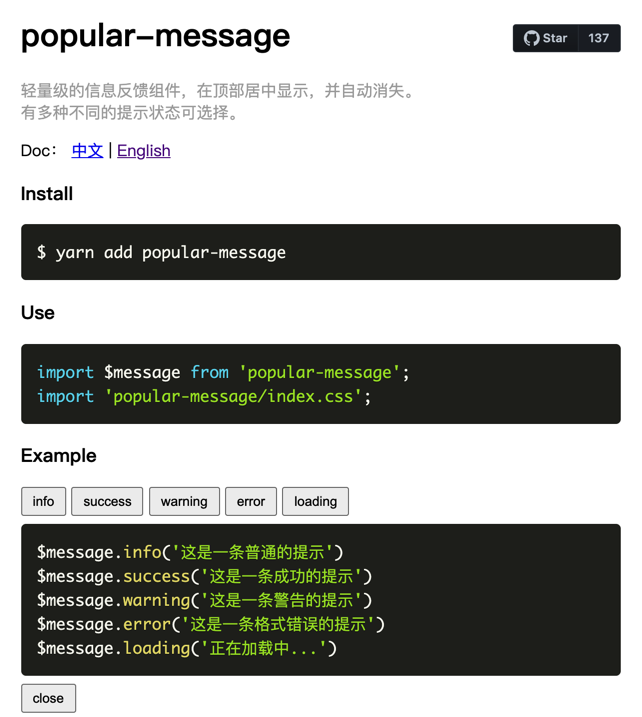 popular-message
Star 137
轻量级的信息反馈组件，在顶部居中显示，并自动消失。
有多种不同的提示状态可选择。
Doc： 中文 | English
Install
$ yarn add popular-message
Use
import $message from 'popular-message';
import 'popular-message/index.css';
Example
info success warning error loading
$message.info('这是一条普通的提示')
$message.success('这是一条成功的提示')
$message.warning('这是一条警告的提示')
$message.error('这是一条格式错误的提示')
$message.loading('正在加载中...')
close